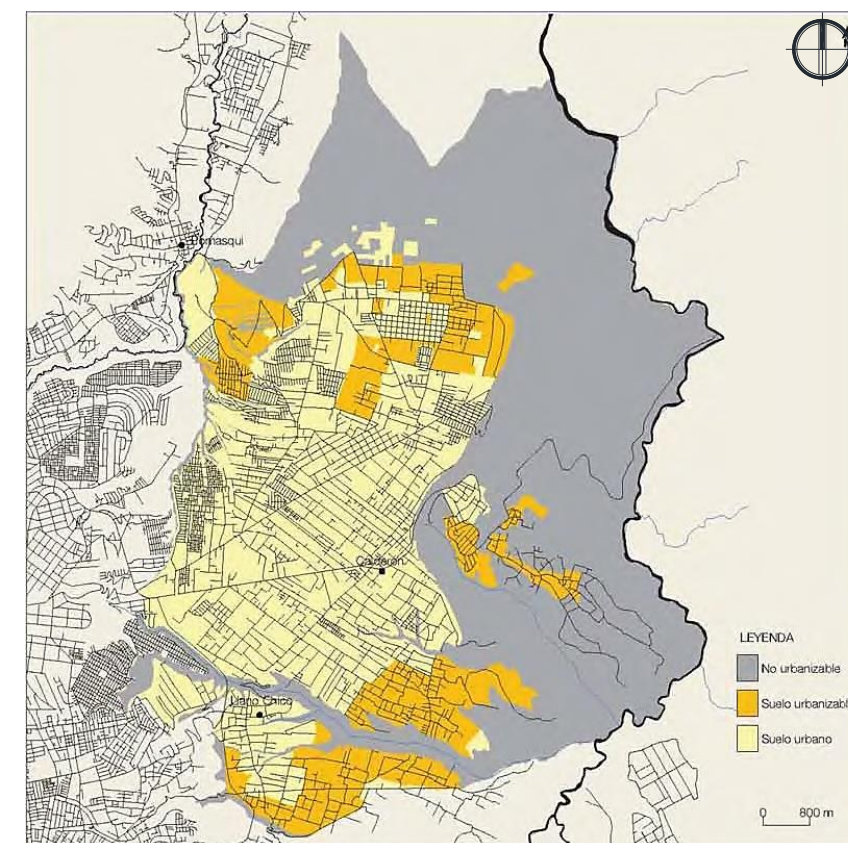 Pomasqui
Calderón
Llano Chico
LEYENDA
No urbanizable
Suelo urbanizabl
Suelo urbano
0 800 m